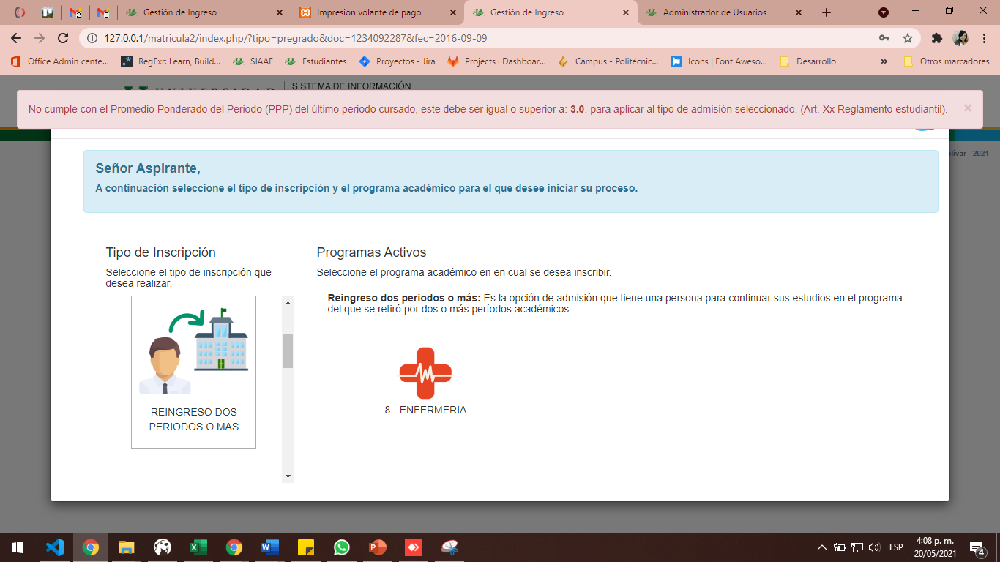 2
0
Gestión de Ingreso
Impresion volante de pago
Gestión de Ingreso
Administrador de Usuarios
127.0.0.1/matricula2/index.php/?tipo=pregrado&doc=1234092287&fec=2016-09-09
Office Admin cente...
RegExr: Learn, Build...
SIAAF
Estudiantes
Proyectos - Jira
Projects · Dashboar...
Campus - Politécnic...
Icons | Font Aweso...
Desarrollo
»
Otros marcadores
SISTEMA DE INFORMACIÓN
No cumple con el Promedio Ponderado del Periodo (PPP) del último periodo cursado, este debe ser igual o superior a: 3.0. para aplicar al tipo de admisión seleccionado. (Art. Xx Reglamento estudiantil). ×
olivar - 2021
Señor Aspirante,
A continuación seleccione el tipo de inscripción y el programa académico para el que desee iniciar su proceso.
Tipo de Inscripción
Seleccione el tipo de inscripción que
desea realizar.
REINGRESO DOS
PERIODOS O MAS
Programas Activos
Seleccione el programa académico en en cual se desea inscribir.
Reingreso dos periodos o más: Es la opción de admisión que tiene una persona para continuar sus estudios en el programa
del que se retiró por dos o más períodos académicos.
8 - ENFERMERIA
ESP
4:08 p. m.
20/05/2021
4